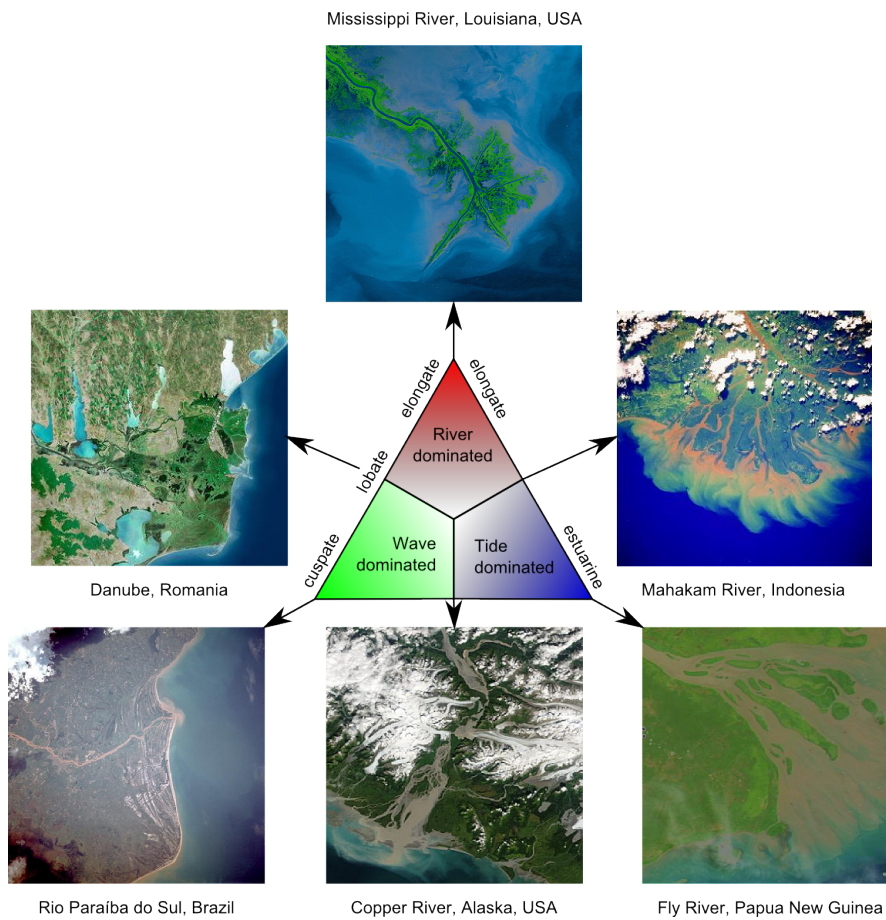 Mississippi River, Louisiana, USA
elongate
elongate
River
dominated
lobate
Wave
dominated
Tide
dominated
cuspate
estuarine
Danube, Romania
Mahakam River, Indonesia
Rio Paraíba do Sul, Brazil
Copper River, Alaska, USA
Fly River, Papua New Guinea